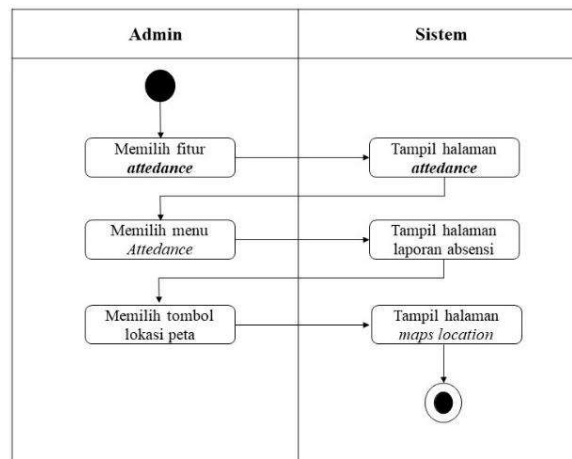 Admin
Sistem
Memilih fitur
attedance
Tampil halaman
attedance
Memilih menu
Attedance
Tampil halaman
laporan absensi
Memilih tombol
lokasi peta
Tampil halaman
maps location